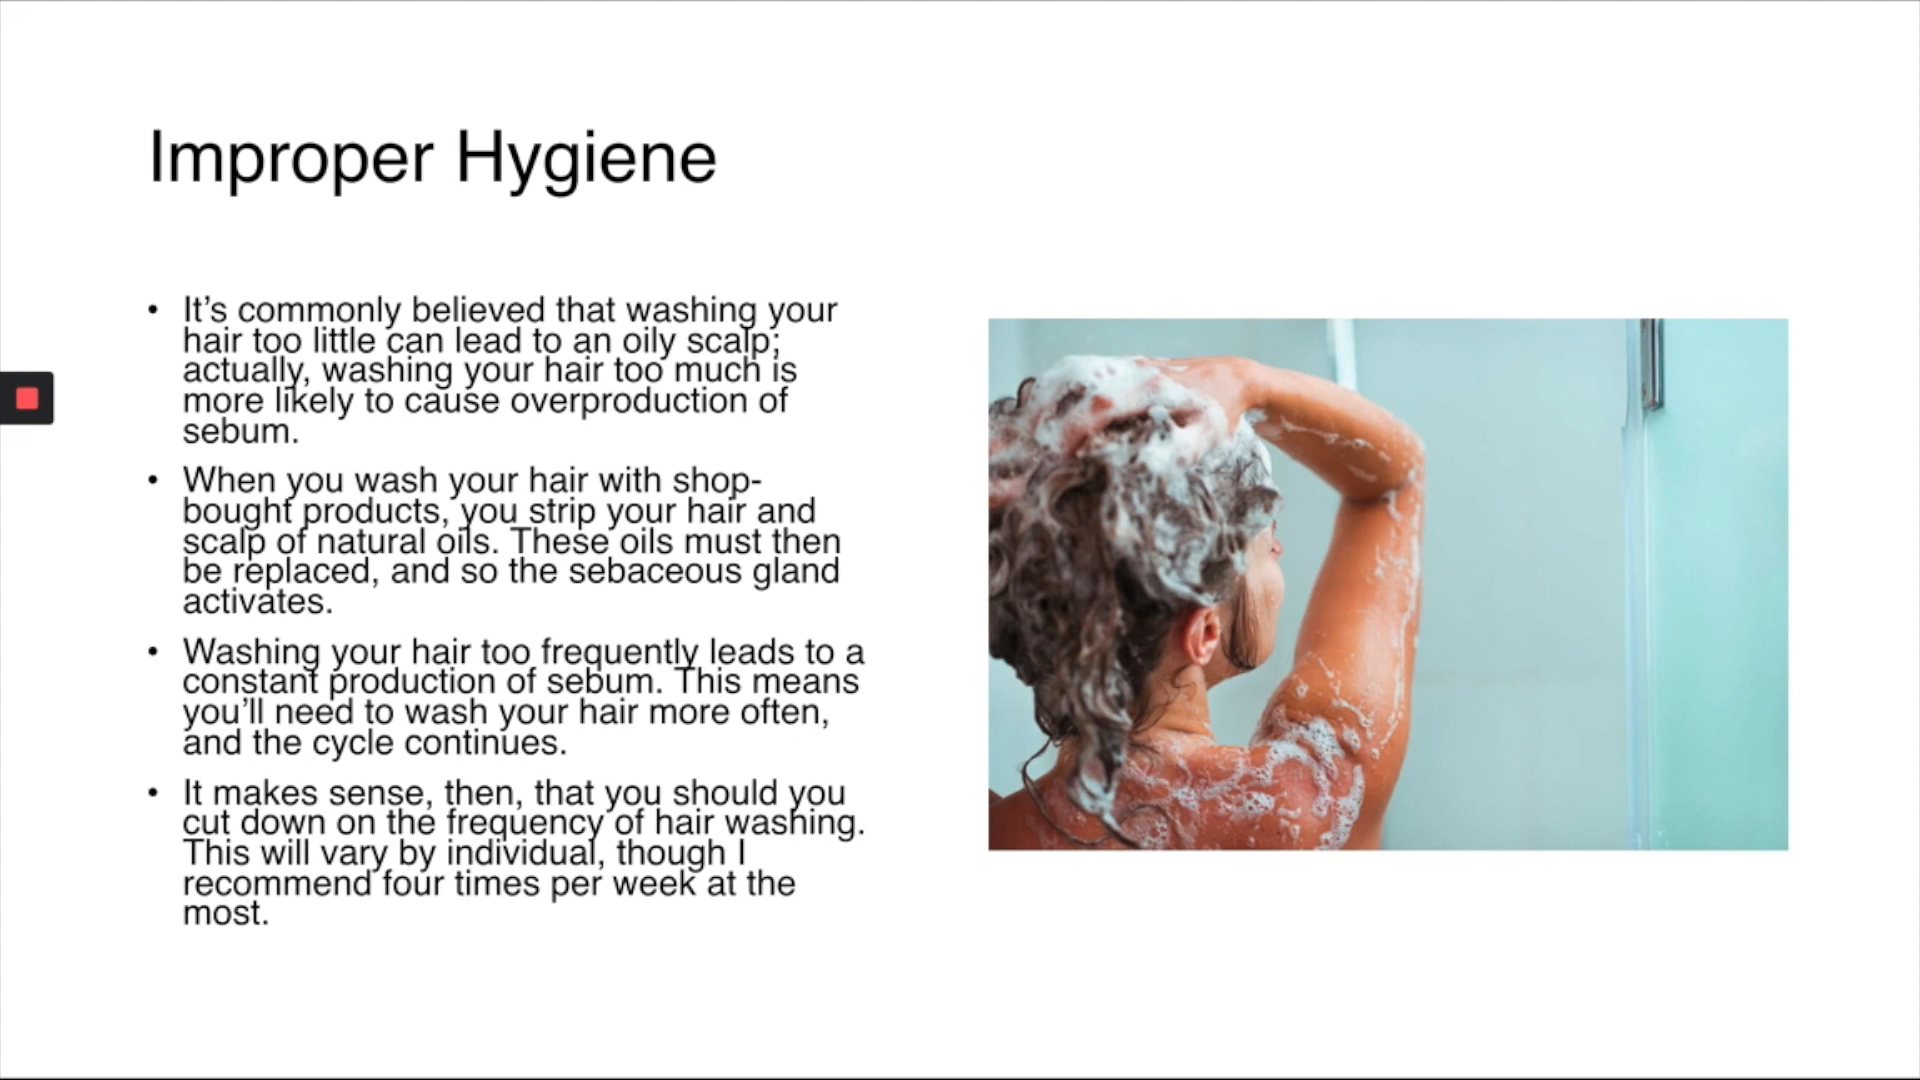 Improper Hygiene
• It’s commonly believed that washing your
hair too little can lead to an oily scalp;
actually, washing your hair too much is
more likely to cause overproduction of
sebum.
• When you wash your hair with shop-
bought products, you strip your hair and
scalp of natural oils. These oils must then
be replaced, and so the sebaceous gland
activates.
• Washing your hair too frequently leads to a
constant production of sebum. This means
you’ll need to wash your hair more often,
and the cycle continues.
• It makes sense, then, that you should you
cut down on the frequency of hair washing.
This will vary by individual, though I
recommend four times per week at the
most.